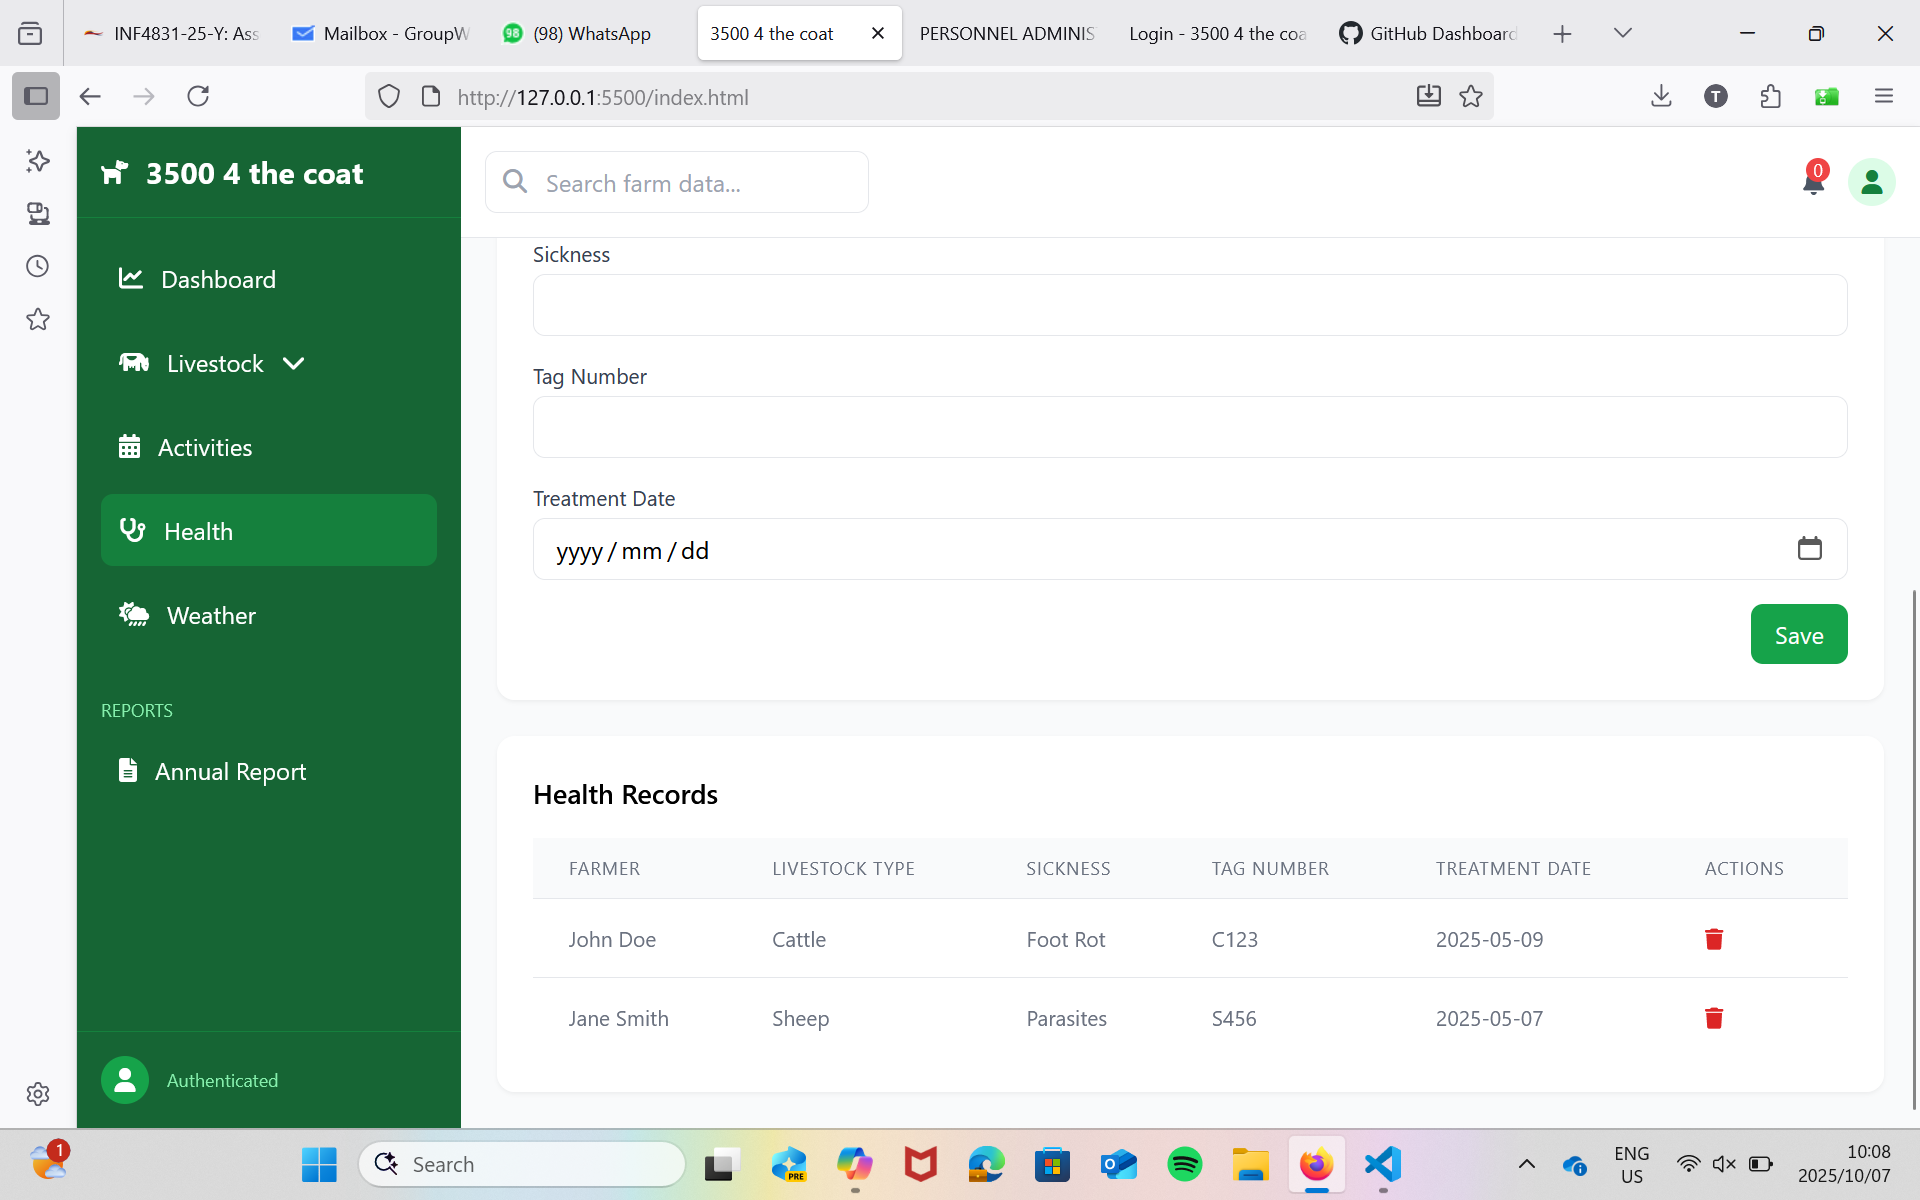 INF4831-25-Y: Ass
Mailbox - GroupW
98
(98) WhatsApp
3500 4 the coat
PERSONNEL ADMINIS
Login - 3500 4 the coa
GitHub Dashboard
http://127.0.0.1:5500/index.html
T
3500 4 the coat
Search farm data...
0
Dashboard
Livestock
Activities
Health
Weather
REPORTS
Annual Report
Authenticated
Sickness
Tag Number
Treatment Date
yyyy / mm / dd
Save
Health Records
FARMER LIVESTOCK TYPE SICKNESS TAG NUMBER TREATMENT DATE ACTIONS
John Doe Cattle Foot Rot C123 2025-05-09
Jane Smith Sheep Parasites S456 2025-05-07
1
Search
PRE
ENG
US
10:08
2025/10/07